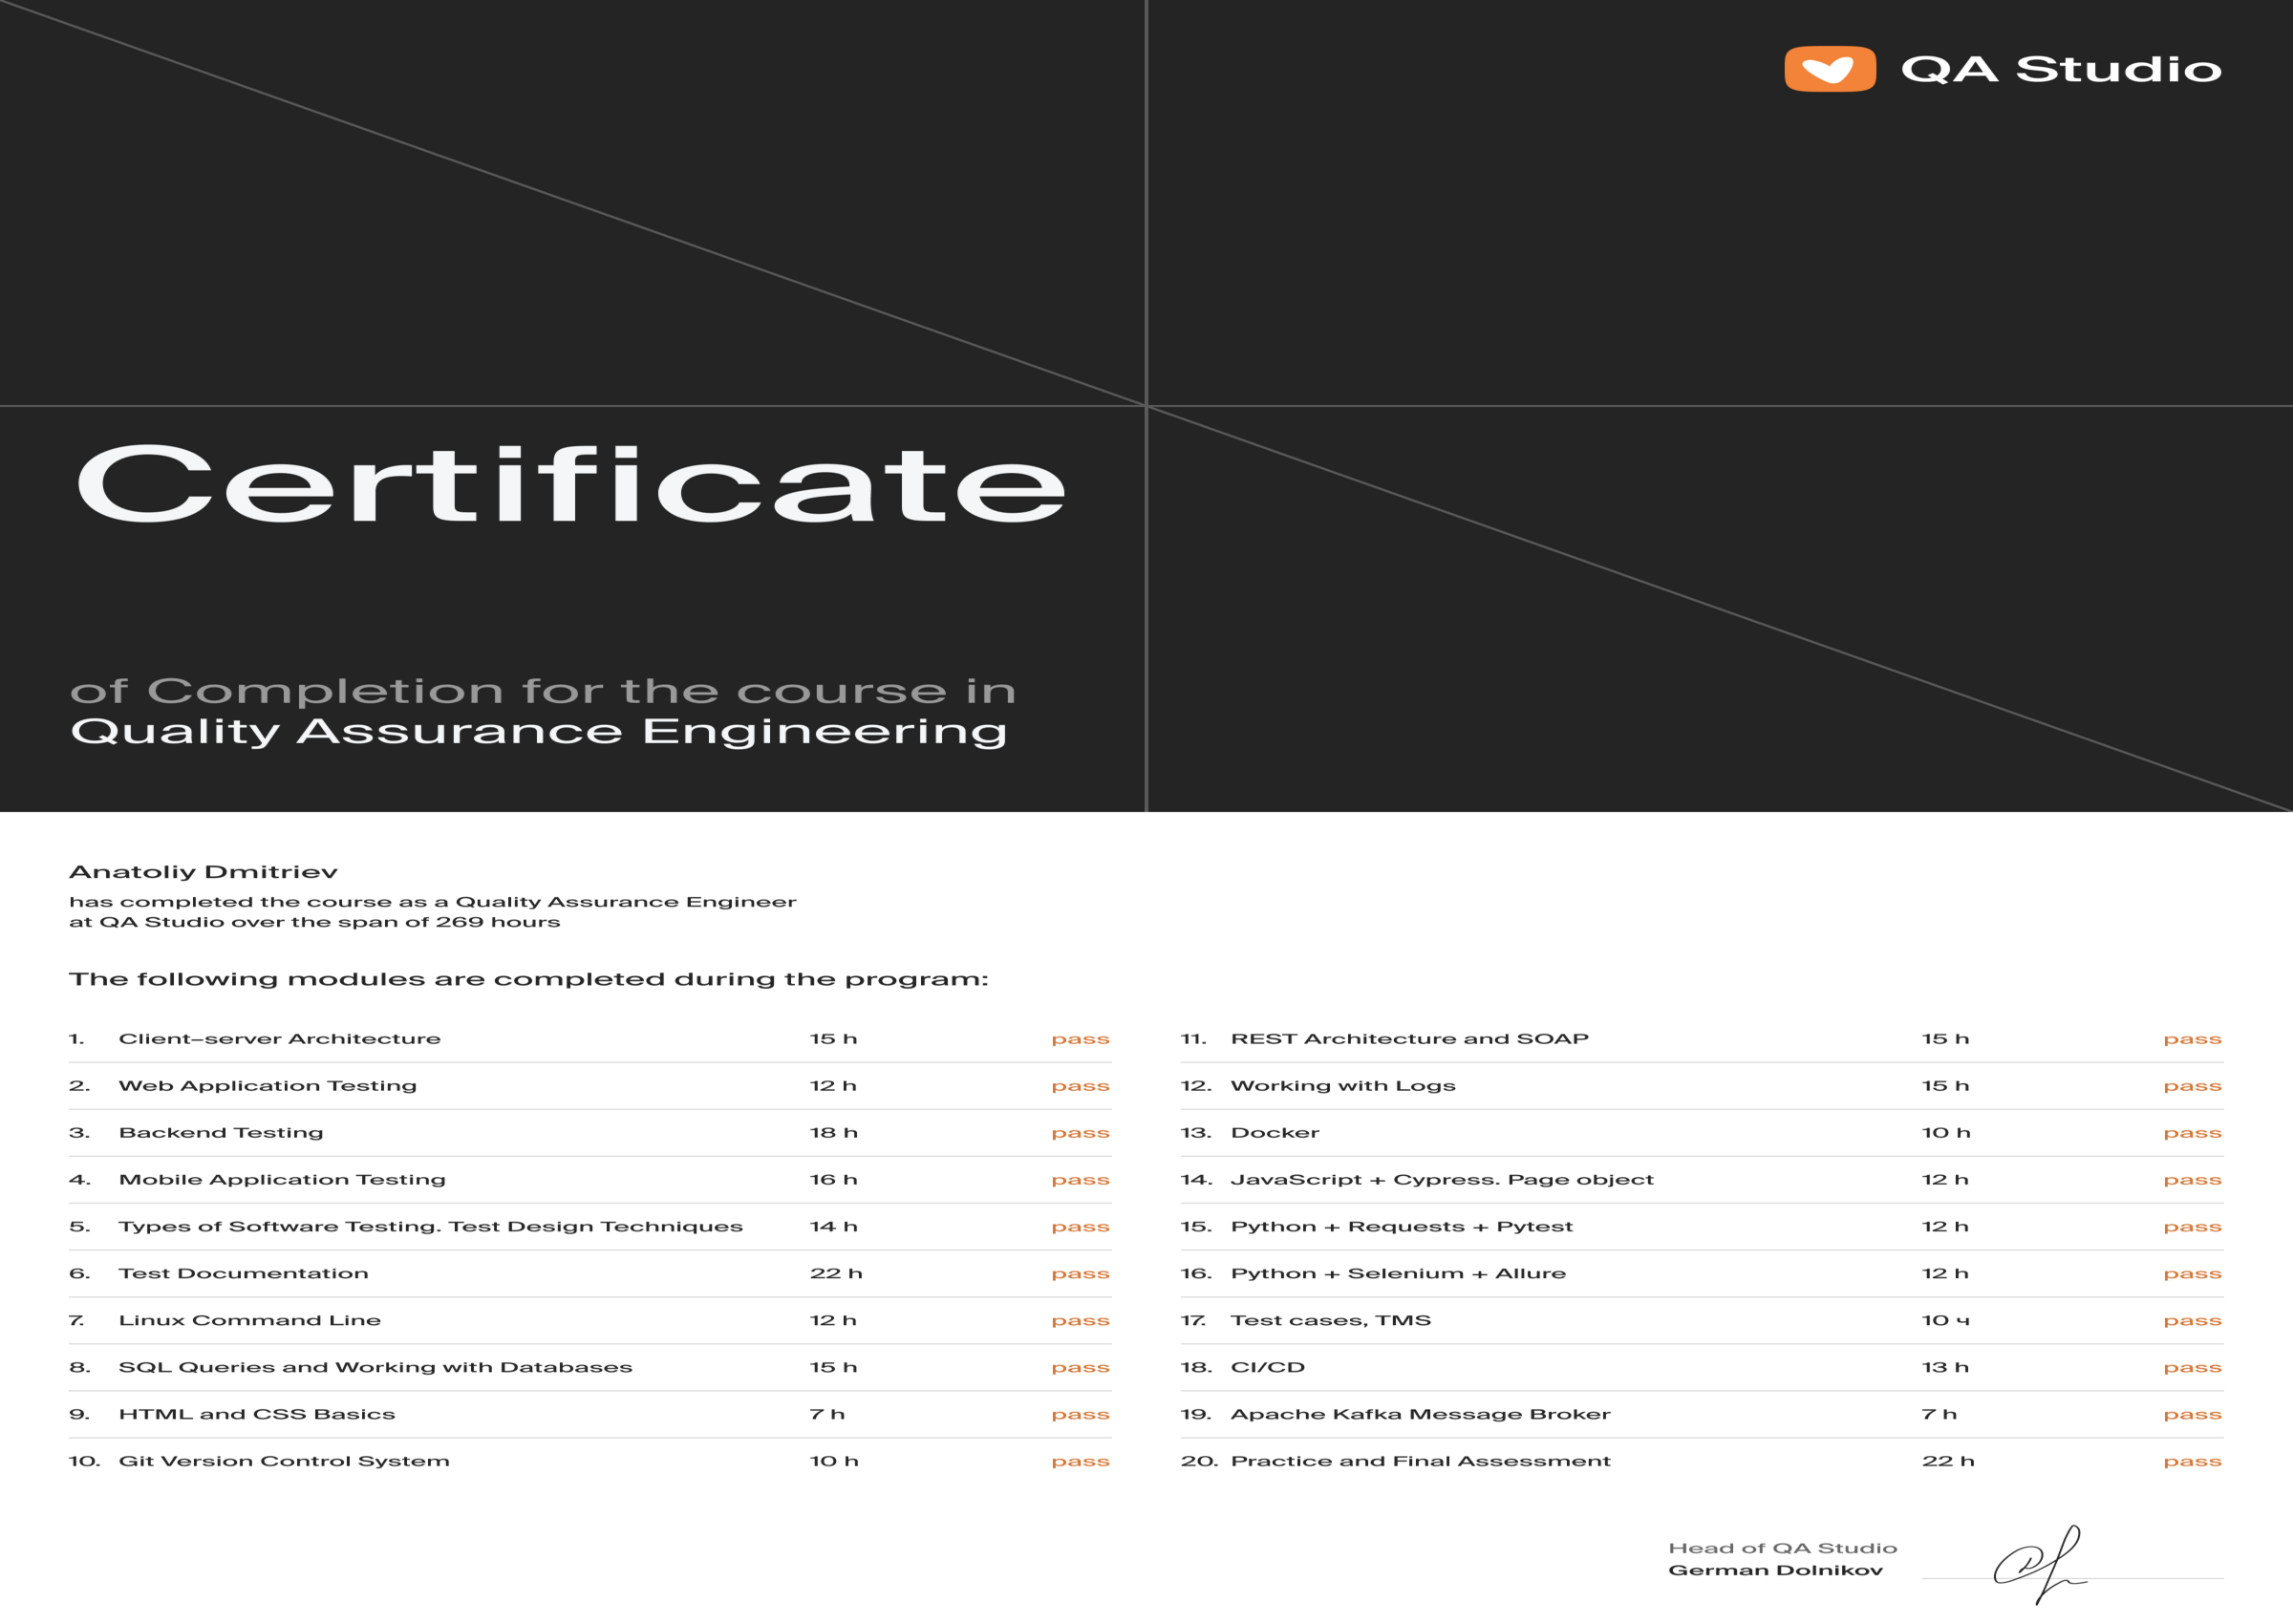 QA Studio
Certificate
of Completion for the course in
Quality Assurance Engineering
Anatoliy Dmitriev
has completed the course as a Quality Assurance Engineer
at QA Studio over the span of 269 hours
The following modules are completed during the program:
1. Client–server Architecture 15 h pass
2. Web Application Testing 12 h pass
3. Backend Testing 18 h pass
4. Mobile Application Testing 16 h pass
5. Types of Software Testing. Test Design Techniques 14 h pass
6. Test Documentation 22 h pass
7. Linux Command Line 12 h pass
8. SQL Queries and Working with Databases 15 h pass
9. HTML and CSS Basics 7 h pass
10. Git Version Control System 10 h pass
11. REST Architecture and SOAP 15 h pass
12. Working with Logs 15 h pass
13. Docker 10 h pass
14. JavaScript + Cypress. Page object 12 h pass
15. Python + Requests + Pytest 12 h pass
16. Python + Selenium + Allure 12 h pass
17. Test cases, TMS 10 ч pass
18. CI/CD 13 h pass
19. Apache Kafka Message Broker 7 h pass
20. Practice and Final Assessment 22 h pass
Head of QA Studio
German Dolnikov